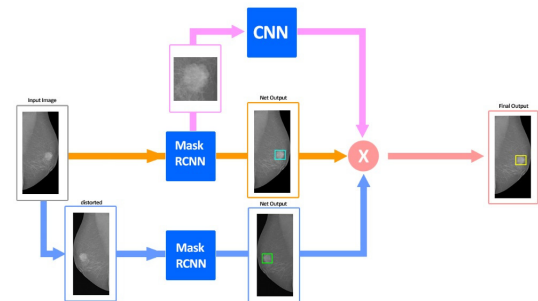 CNN
Input Image
Net Output
Final Output
Mask
RCNN
X
distorted
Net Output
Mask
RCNN